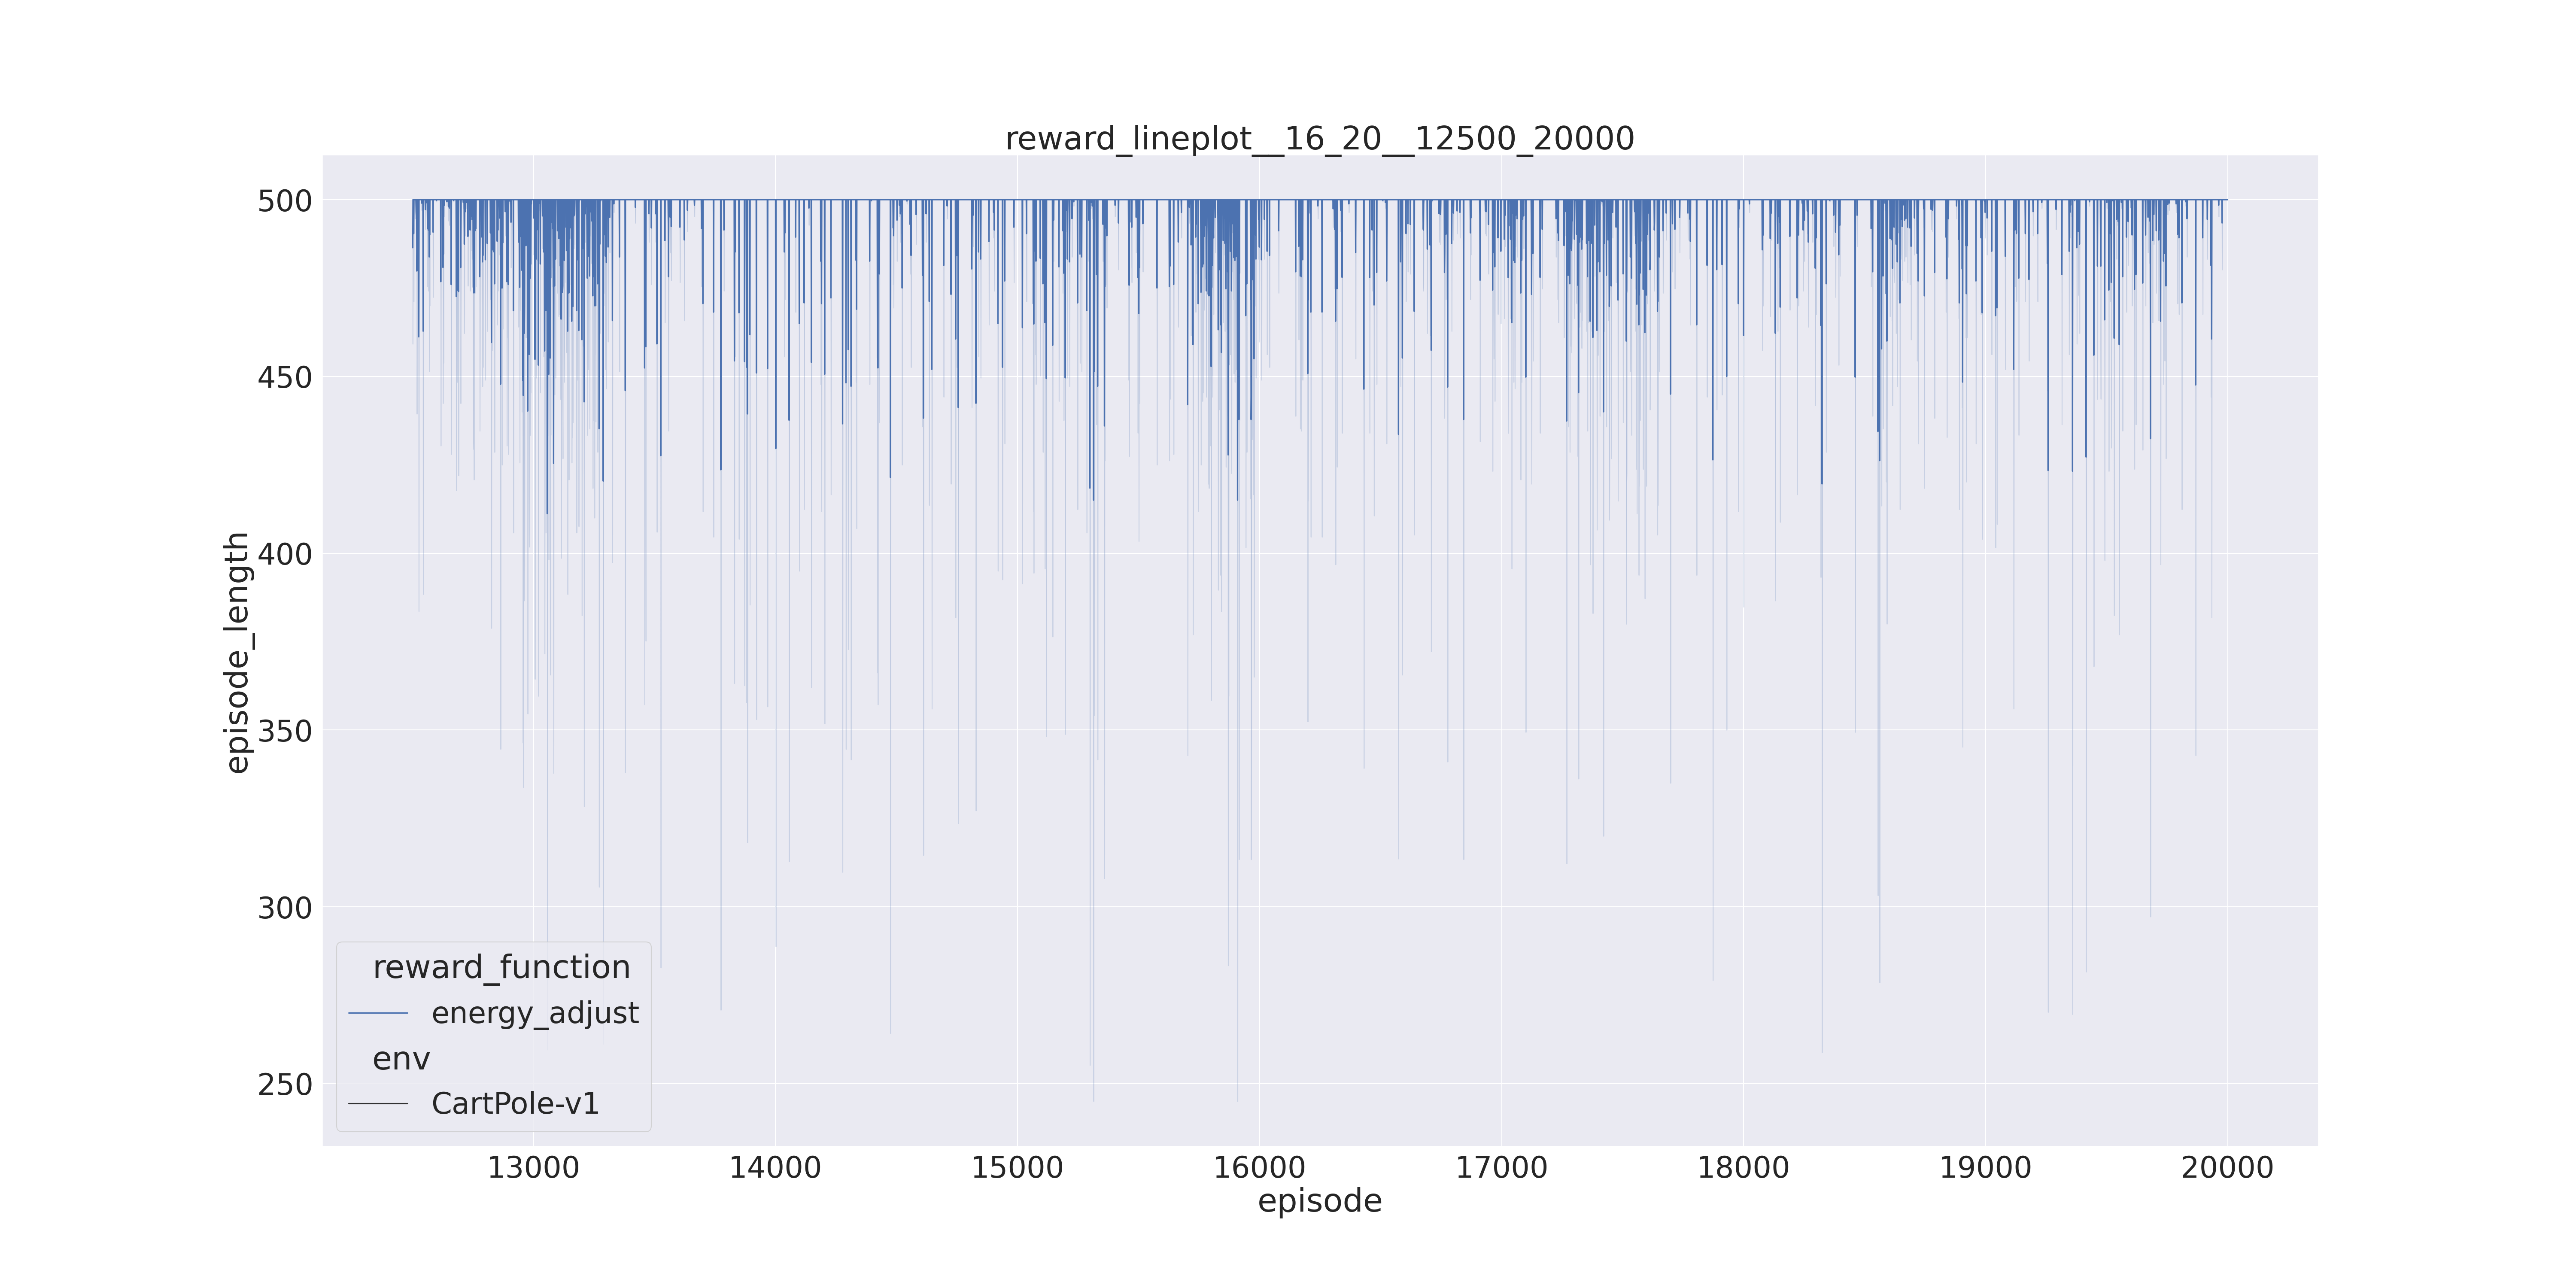 reward_lineplot__16_20__12500_20000
500
450
400
350
300
250
episode_length
reward_function
energy_adjust
env
CartPole-v1
13000 14000 15000 16000 17000 18000 19000 20000
episode